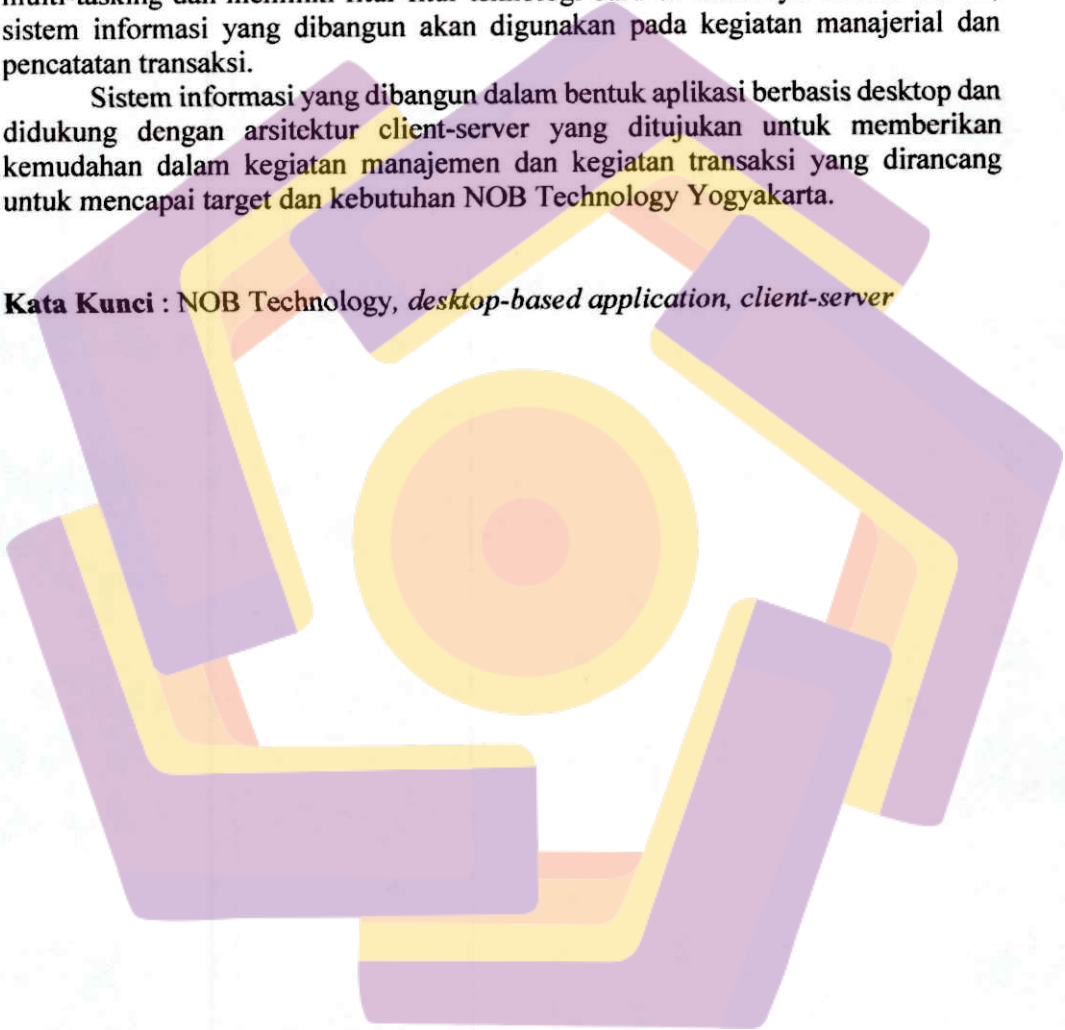 sistem informasi yang dibangun akan digunakan pada kegiatan manajerial dan
pencatatan transaksi.
Sistem informasi yang dibangun dalam bentuk aplikasi berbasis desktop dan
didukung dengan arsitektur client-server yang ditujukan untuk memberikan
kemudahan dalam kegiatan manajemen dan kegiatan transaksi yang dirancang
untuk mencapai target dan kebutuhan NOB Technology Yogyakarta.
Kata Kunci : NOB Technology, desktop-based application, client-server